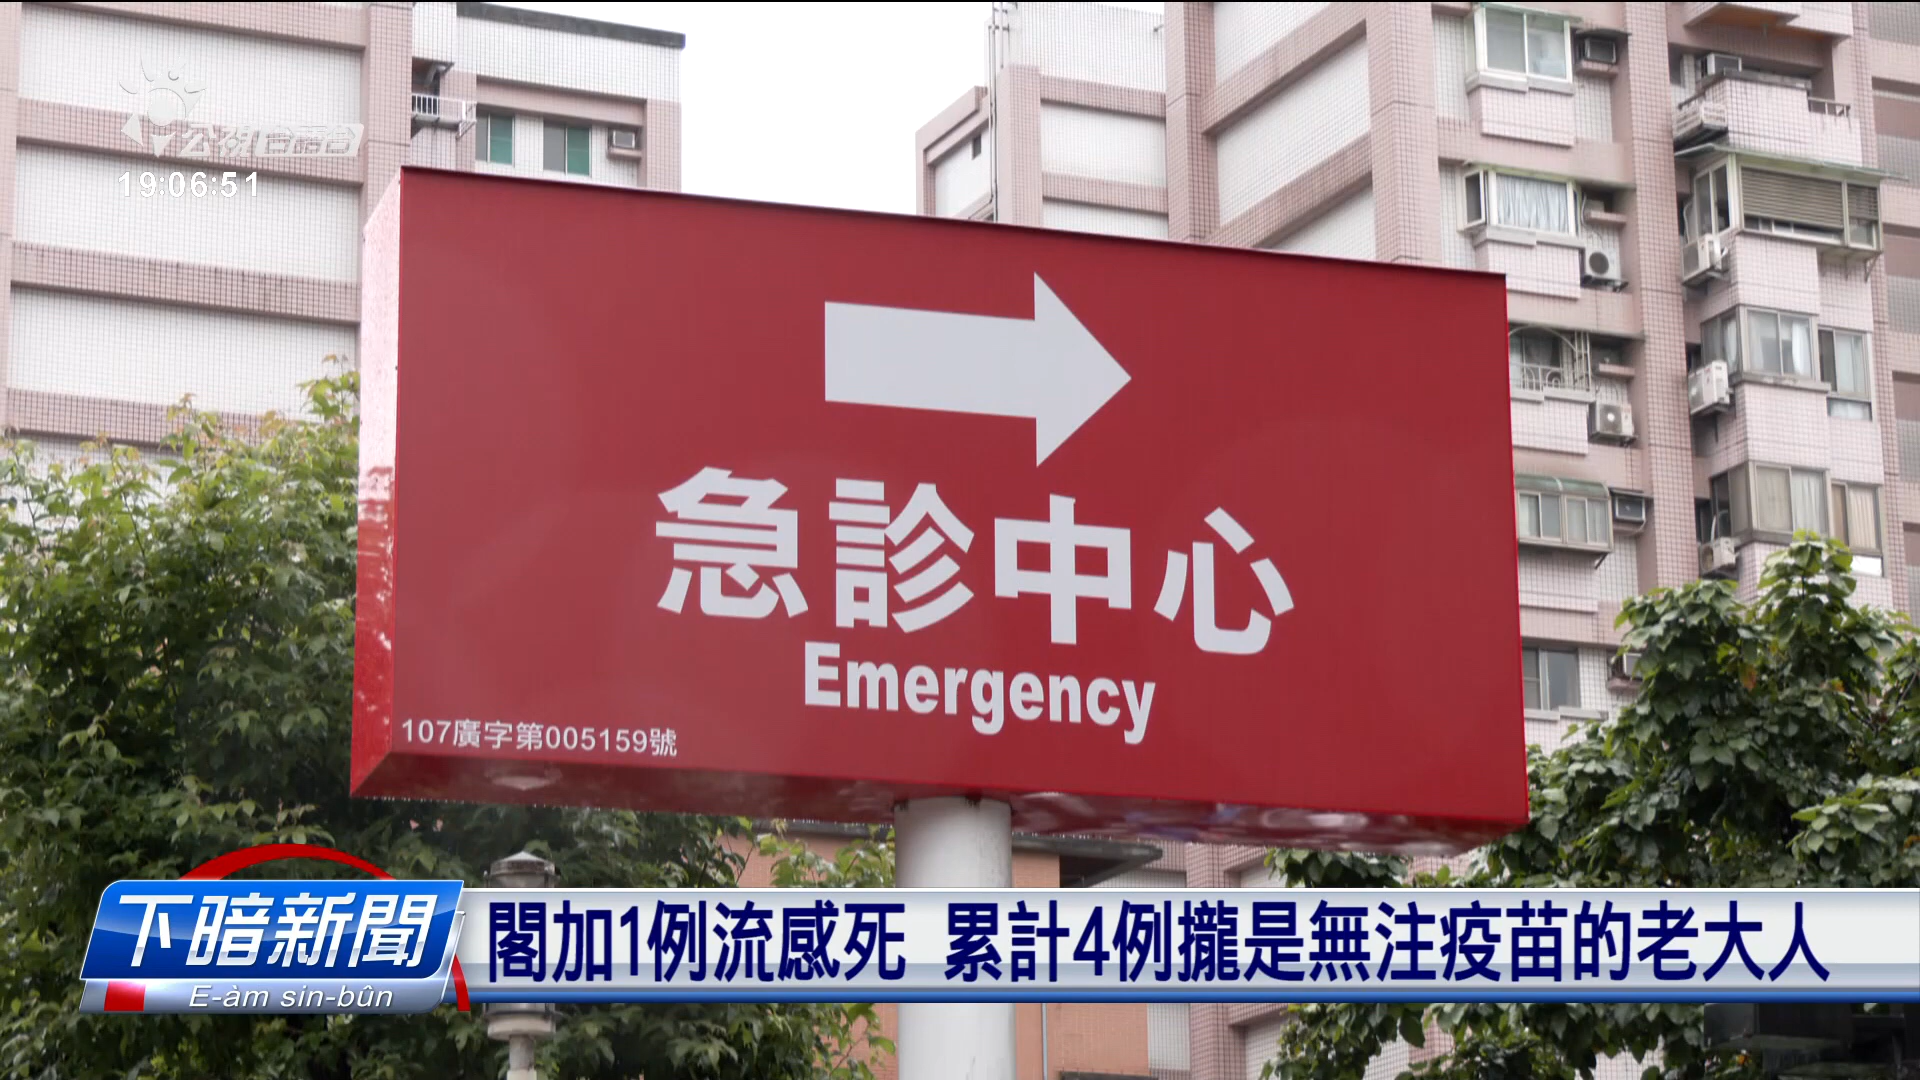 公視台語台
19:06:51
急診中心
Emergency
107廣字第005159號
下暗新聞
E-àm sin-bûn
閣加1例流感死 累計4例攏是無注疫苗的老大人